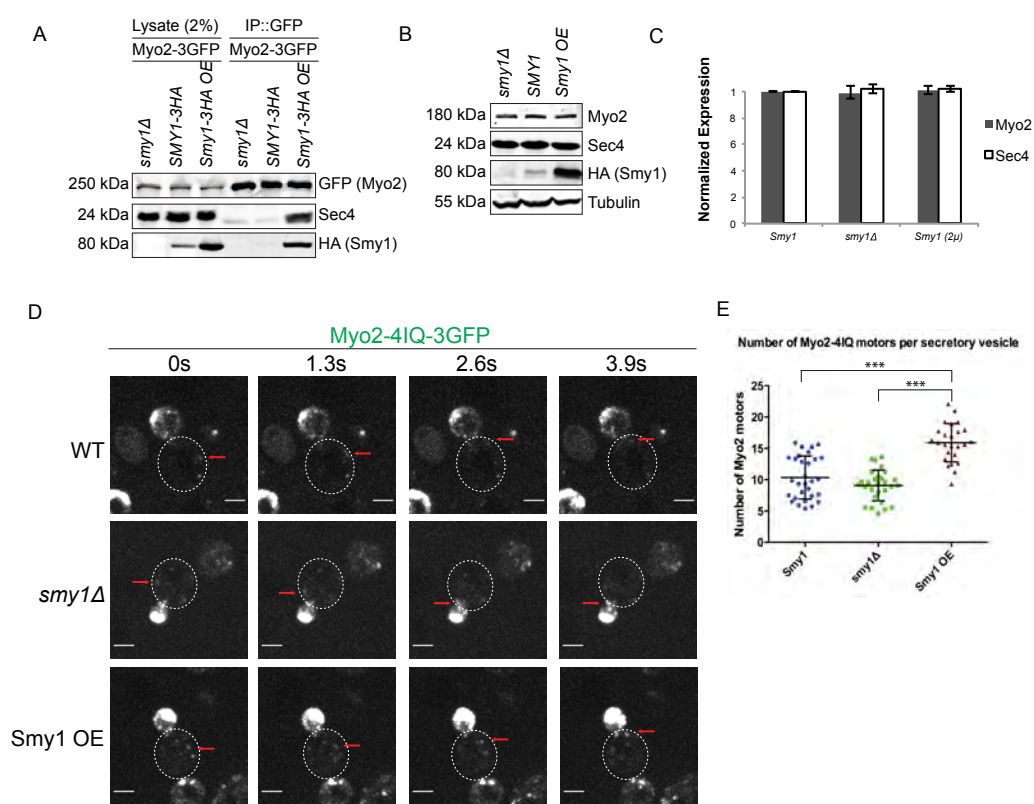 A
Lysate (2%) IP::GFP
Myo2-3GFP Myo2-3GFP
smy1Δ SMY1-3HA Smy1-3HA OE smy1Δ SMY1-3HA Smy1-3HA OE
250 kDa GFP (Myo2)
24 kDa Sec4
80 kDa HA (Smy1)
B
smy1Δ SMY1 Smy1 OE
180 kDa Myo2
24 kDa Sec4
80 kDa HA (Smy1)
55 kDa Tubulin
C
Normalized Expression
1
0.8
0.6
0.4
0.2
0
Smy1 smy1Δ Smy1 (2μ)
Myo2
Sec4
D
Myo2-4IQ-3GFP
0s 1.3s 2.6s 3.9s
WT
smy1Δ
Smy1 OE
E
Number of Myo2-4IQ motors per secretory vesicle
***
***
Number of Myo2 motors
25
20
15
10
5
0
Smy1 smy1Δ Smy1 OE